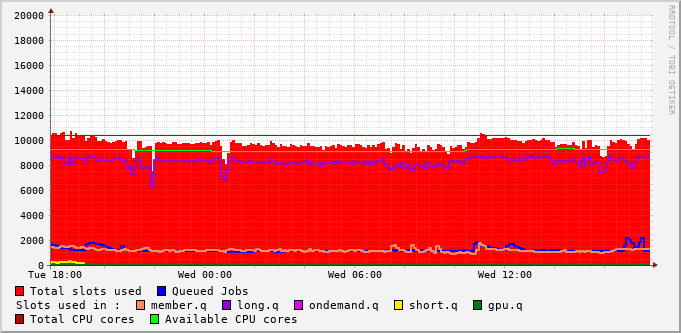 20000
18000
16000
14000
12000
10000
8000
6000
4000
2000
0
Tue 18:00 Wed 00:00 Wed 06:00 Wed 12:00
Total slots used Queued Jobs
Slots used in : member.q long.q ondemand.q short.q gpu.q
Total CPU cores Available CPU cores
RRDTOOL / TOBI OETIKER